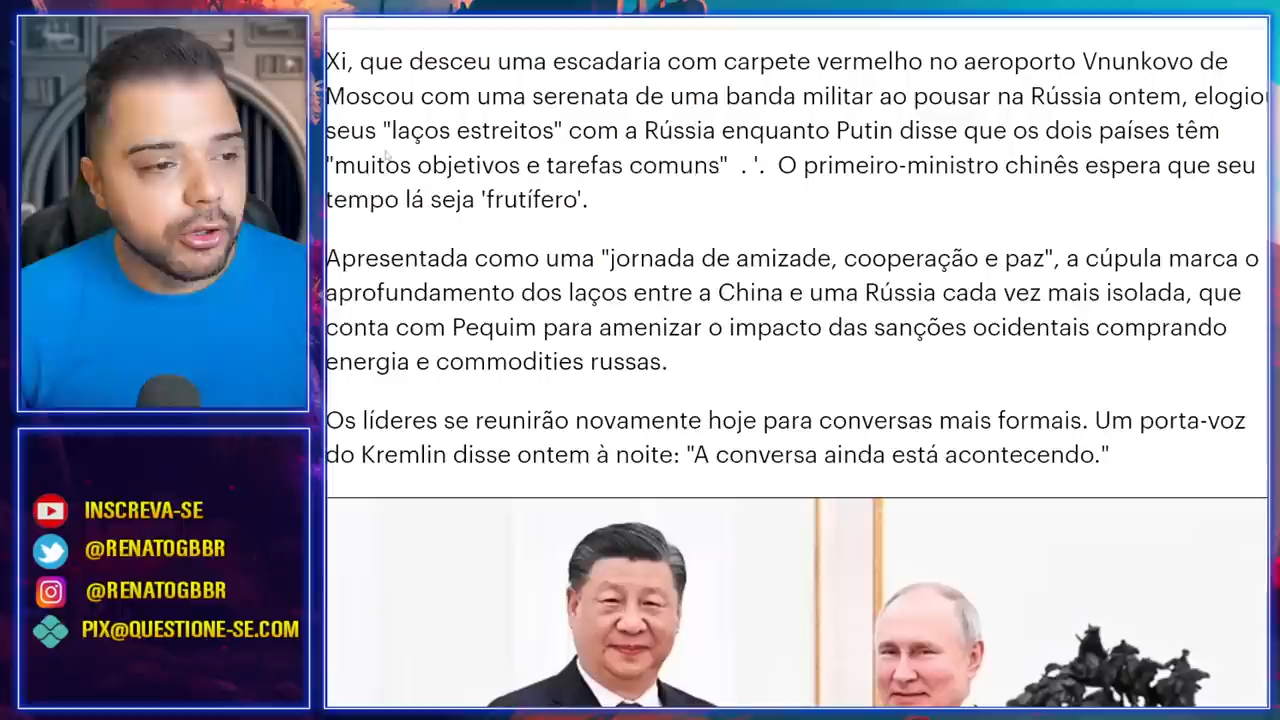 Xi, que desceu uma escadaria com carpete vermelho no aeroporto Vnunkovo de
Moscou com uma serenata de uma banda militar ao pousar na Rússia ontem, elogiou
seus "laços estreitos" com a Rússia enquanto Putin disse que os dois países têm
"muitos objetivos e tarefas comuns"  . '.  O primeiro-ministro chinês espera que seu
tempo lá seja 'frutífero'.
Apresentada como uma "jornada de amizade, cooperação e paz", a cúpula marca o
aprofundamento dos laços entre a China e uma Rússia cada vez mais isolada, que
conta com Pequim para amenizar o impacto das sanções ocidentais comprando
energia e commodities russas.
Os líderes se reunirão novamente hoje para conversas mais formais. Um porta-voz
do Kremlin disse ontem à noite: "A conversa ainda está acontecendo."
INSCREVA-SE
@RENATOGBBR
@RENATOGBBR
PIX@QUESTIONE-SE.COM